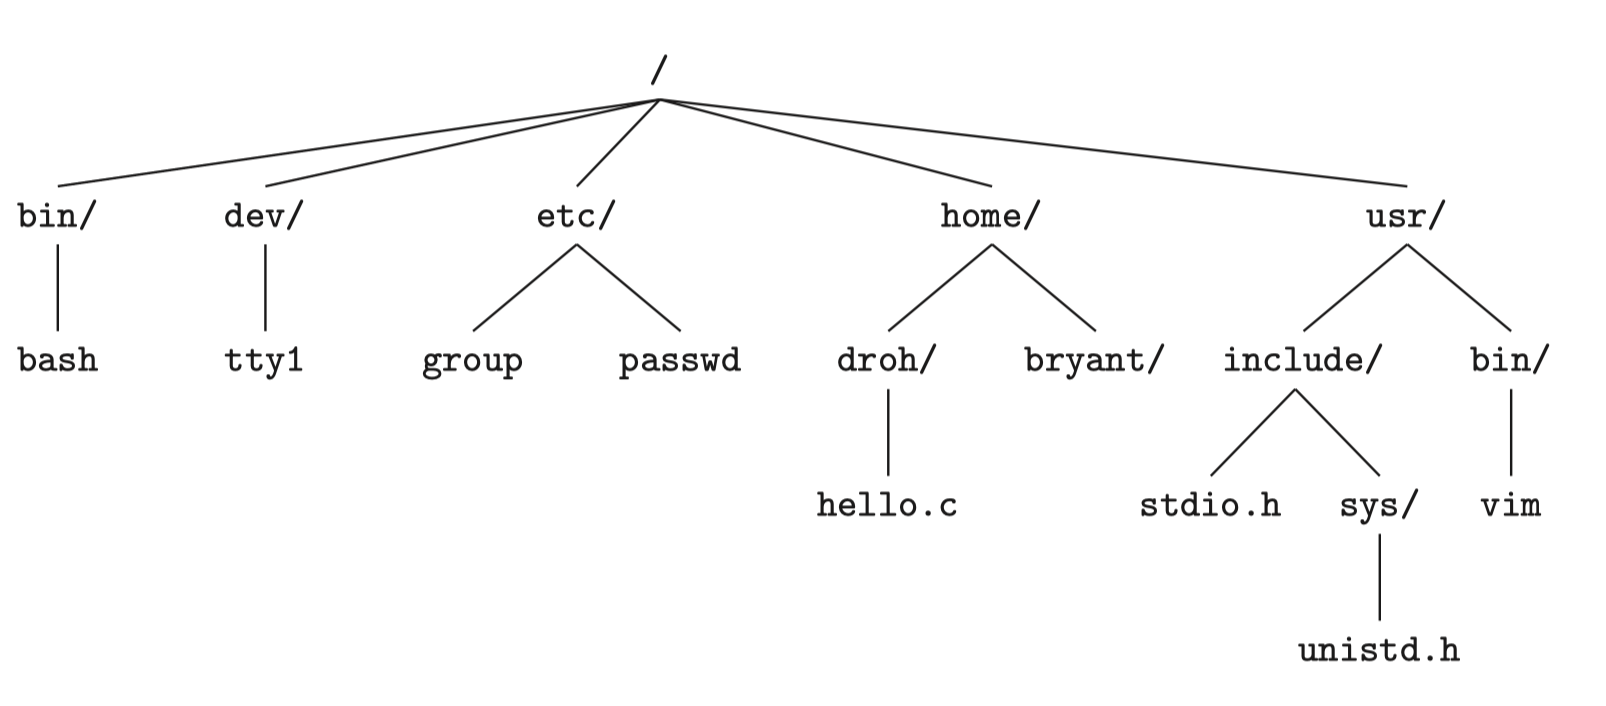 /
bin/ dev/ etc/ home/ usr/
bash tty1 group passwd droh/ bryant/ include/ bin/
hello.c stdio.h sys/ vim
unistd.h